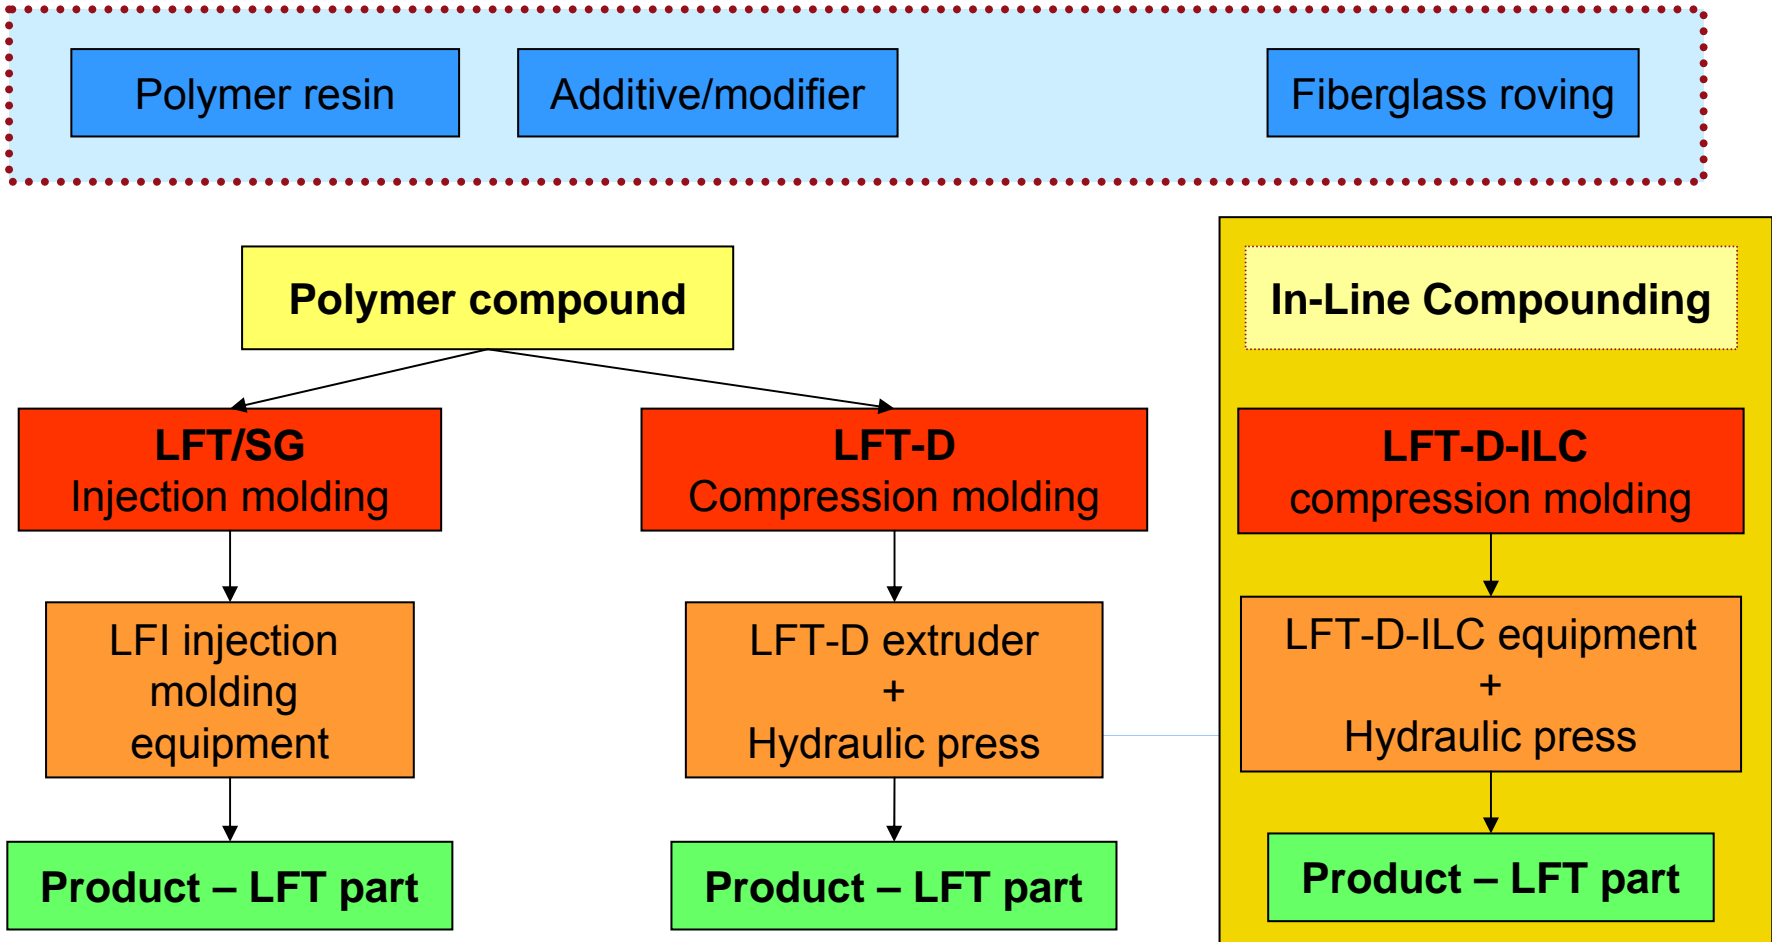 Polymer resin
Additive/modifier
Fiberglass roving
Polymer compound
In-Line Compounding
LFT/SG
Injection molding
LFT-D
Compression molding
LFT-D-ILC
compression molding
LFI injection
molding
equipment
LFT-D extruder
+
Hydraulic press
LFT-D-ILC equipment
+
Hydraulic press
Product – LFT part
Product – LFT part
Product – LFT part